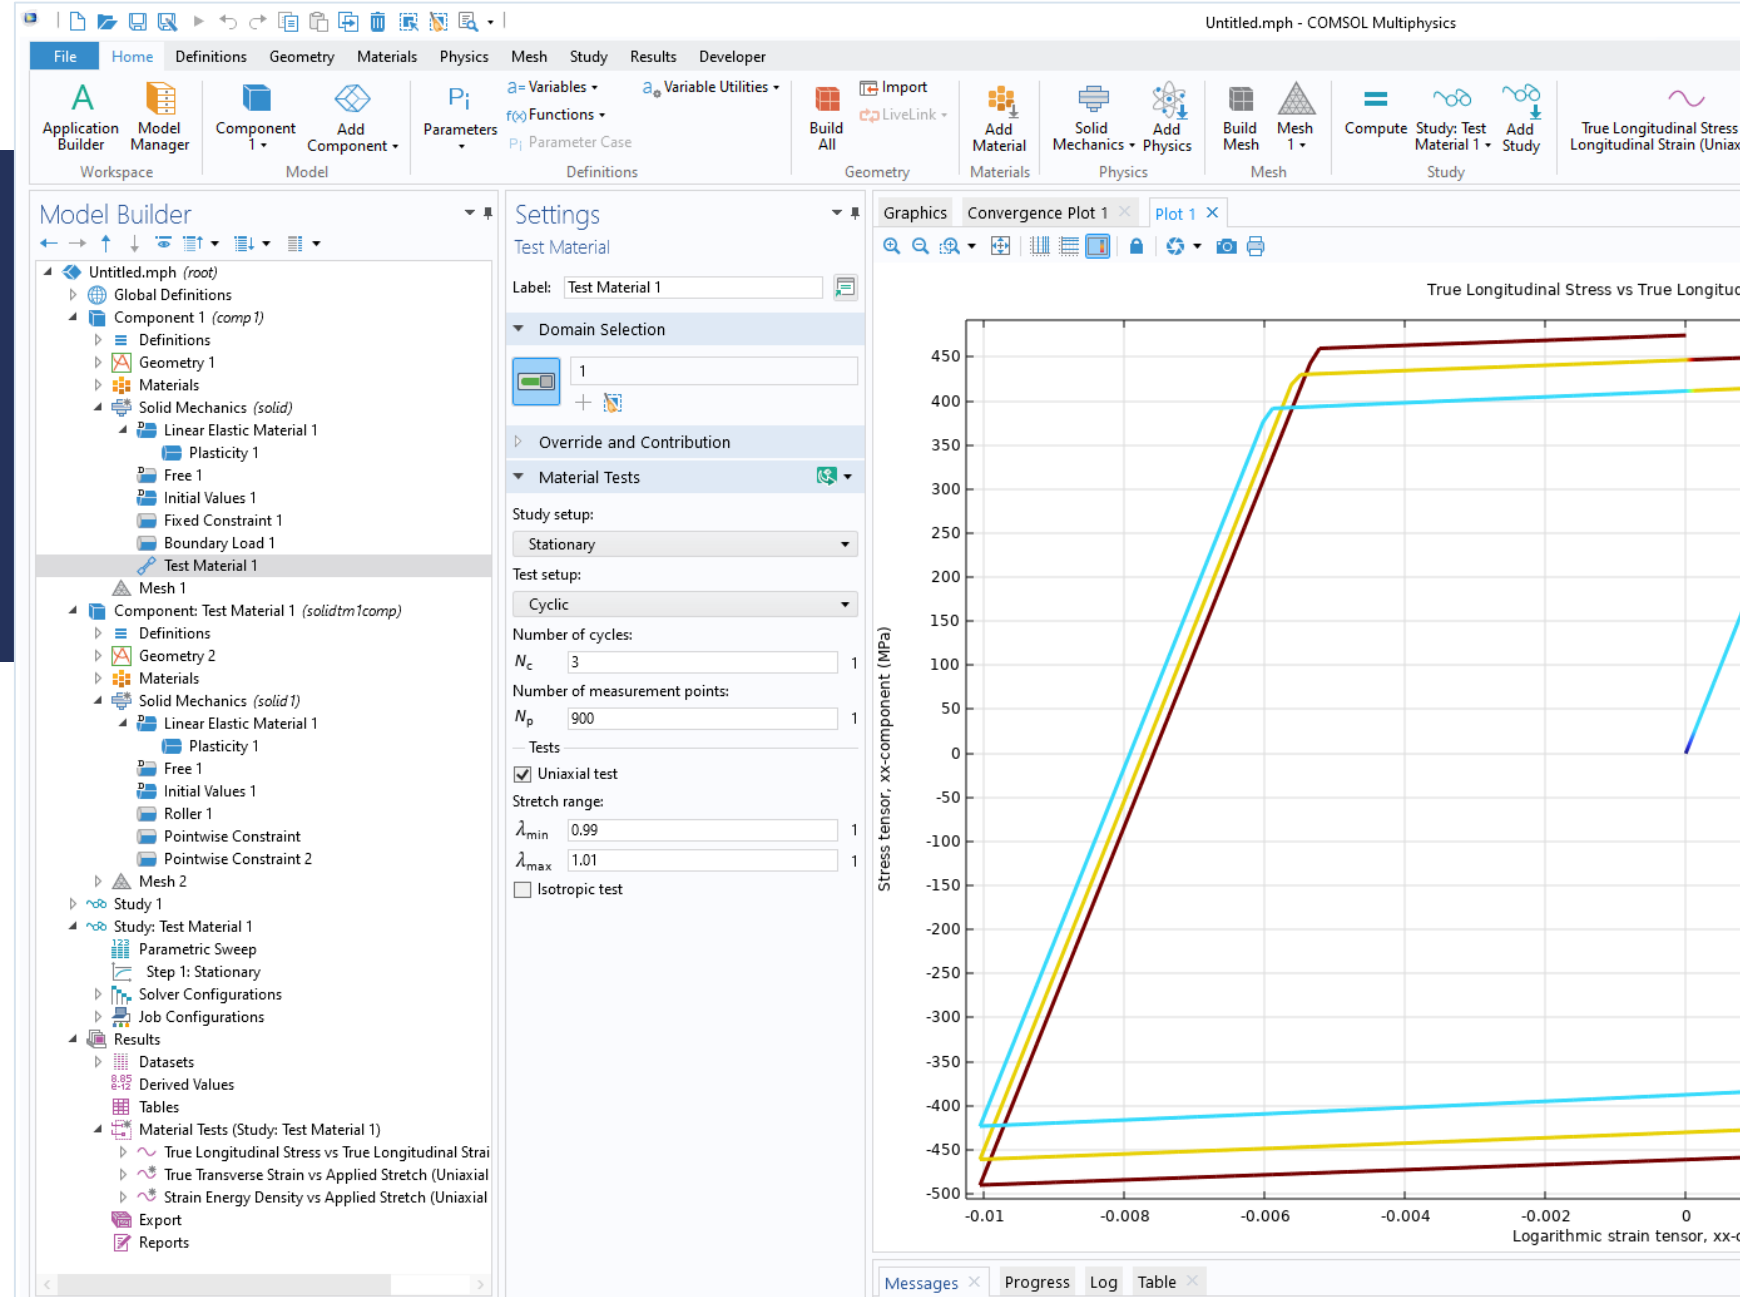 Untitled.mph - COMSOL Multiphysics
File Home Definitions Geometry Materials Physics Mesh Study Results Developer
Application Builder
Model Manager
Workspace
Component 1
Add Component
Model
Pi Parameters
a= Variables
f(x) Functions
Pi Parameter Case
a Variable Utilities
Definitions
Build All
Import
LiveLink
Geometry
Add Material
Materials
Solid Mechanics
Add Physics
Physics
Build Mesh
Mesh 1
Mesh
Compute
Study: Test Material 1
Add Study
Study
True Longitudinal Stress
Longitudinal Strain (Uniax
Model Builder
Untitled.mph (root)
Global Definitions
Component 1 (comp1)
Definitions
Geometry 1
Materials
Solid Mechanics (solid)
Linear Elastic Material 1
Plasticity 1
Free 1
Initial Values 1
Fixed Constraint 1
Boundary Load 1
Test Material 1
Mesh 1
Component: Test Material 1 (solidtm1comp)
Definitions
Geometry 2
Materials
Solid Mechanics (solid1)
Linear Elastic Material 1
Plasticity 1
Free 1
Initial Values 1
Roller 1
Pointwise Constraint
Pointwise Constraint 2
Mesh 2
Study 1
Study: Test Material 1
Parametric Sweep
Step 1: Stationary
Solver Configurations
Job Configurations
Results
Datasets
8.85
e-12
Derived Values
Tables
Material Tests (Study: Test Material 1)
True Longitudinal Stress vs True Longitudinal Strai
True Transverse Strain vs Applied Stretch (Uniaxial
Strain Energy Density vs Applied Stretch (Uniaxial
Export
Reports
Settings
Test Material
Label: Test Material 1
Domain Selection
1
Override and Contribution
Material Tests
Study setup:
Stationary
Test setup:
Cyclic
Number of cycles:
Nc 3 1
Number of measurement points:
Np 900 1
Tests
Uniaxial test
Stretch range:
λmin 0.99 1
λmax 1.01 1
Isotropic test
Graphics Convergence Plot 1 Plot 1
True Longitudinal Stress vs True Longitud
Stress tensor, xx-component (MPa)
450
400
350
300
250
200
150
100
50
0
-50
-100
-150
-200
-250
-300
-350
-400
-450
-500
-0.01 -0.008 -0.006 -0.004 -0.002 0
Logarithmic strain tensor, xx-c
Messages Progress Log Table